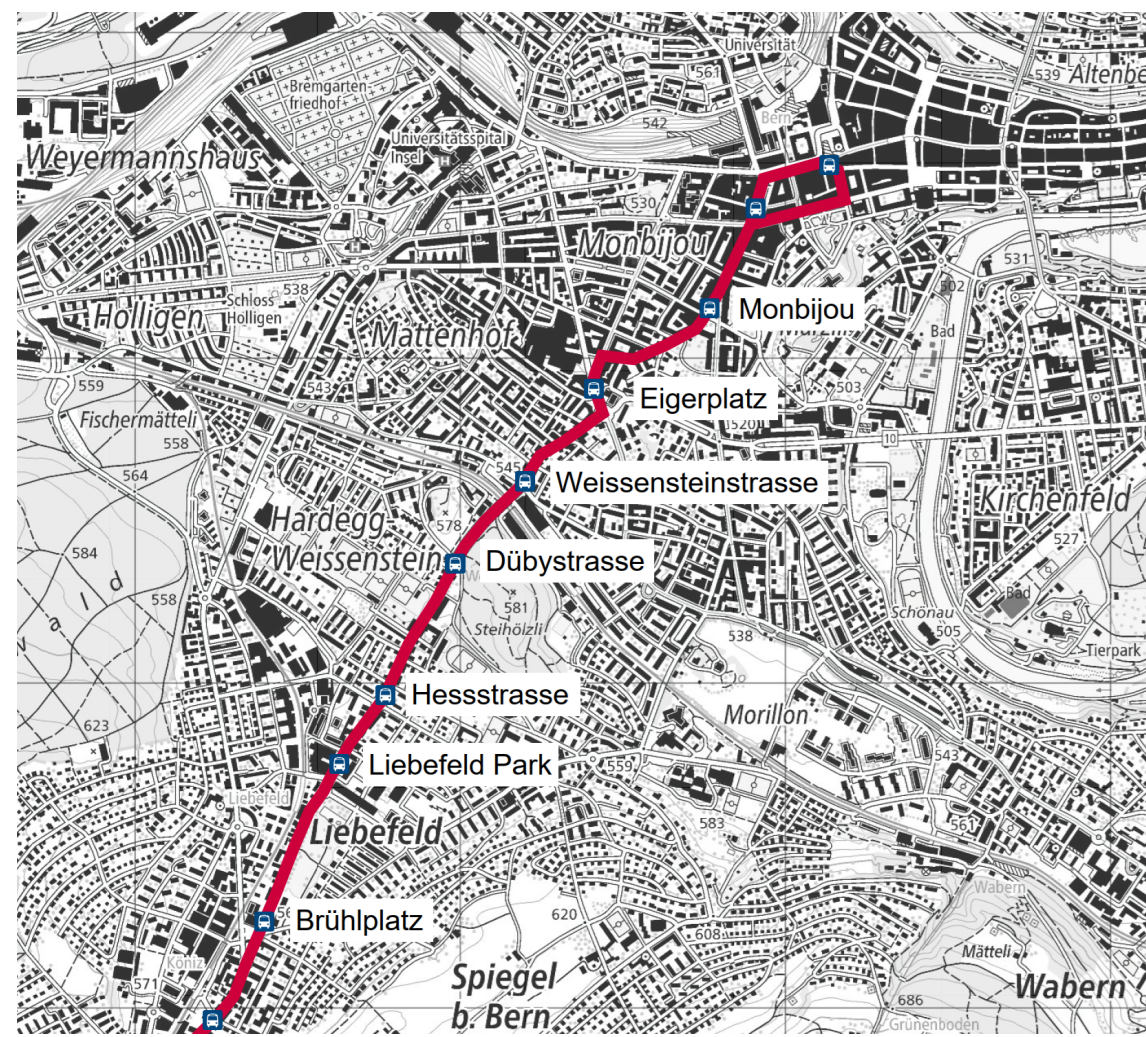 Universität
561
539
Altenb
Bremgarten-
friedhof
Bern
542
Universitätsspital
Insel
H
Weyermannshaus
530
H
Monbijou
531
538
Schloss
Holligen
502
Holligen
Monbijou
Mattenhof
Bad
559
543
503
Fischermätteli
Eigerplatz
558
520
10
564
545
Weissensteinstrasse
Kirchenfeld
578
Hardegg
Weissenstein
527
584
Dübystrasse
d
558
581
Bad
a
Schönau
Steihölzli
538
505
Tierpark
W
Hessstrasse
623
Morillon
Liebefeld Park
559
543
Liebefeld
583
561
Liebefeld
Wabern
620
Brühlplatz
608
Mätteli
Köniz
571
Spiegel
b. Bern
Wabern
686
Grünenboden